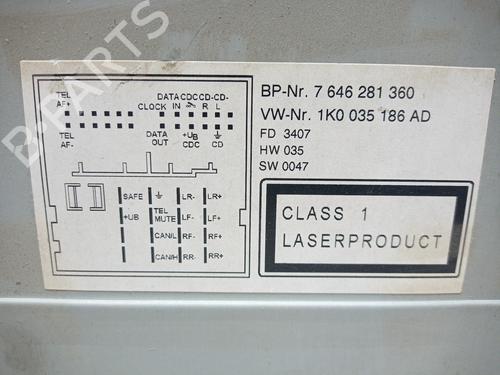 B-PARTS
TEL
AF+
DATA CDC CD- CD-
CLOCK IN R L
TEL
AF-
DATA
OUT
+UB
CDC
CD
SAFE LR- LR+
+UB TEL
MUTE LF- LF+
CAN/L RF- RF+
CAN/H RR- RR+
BP-Nr. 7 646 281 360
VW-Nr. 1K0 035 186 AD
FD 3407
HW 035
SW 0047
CLASS 1
LASERPRODUCT